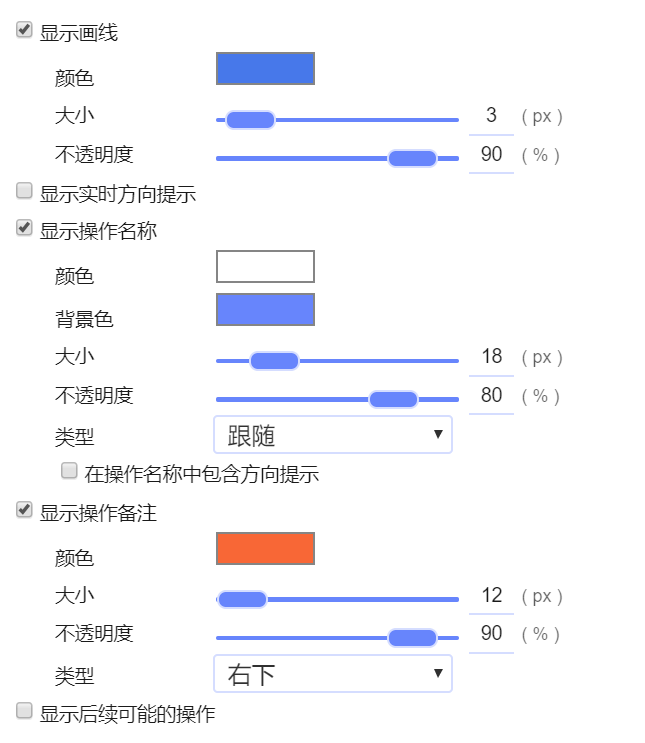 显示画线
颜色
大小 3 ( px )
不透明度 90 ( % )
显示实时方向提示
显示操作名称
颜色
背景色
大小 18 ( px )
不透明度 80 ( % )
类型 跟随
在操作名称中包含方向提示
显示操作备注
颜色
大小 12 ( px )
不透明度 90 ( % )
类型 右下
显示后续可能的操作